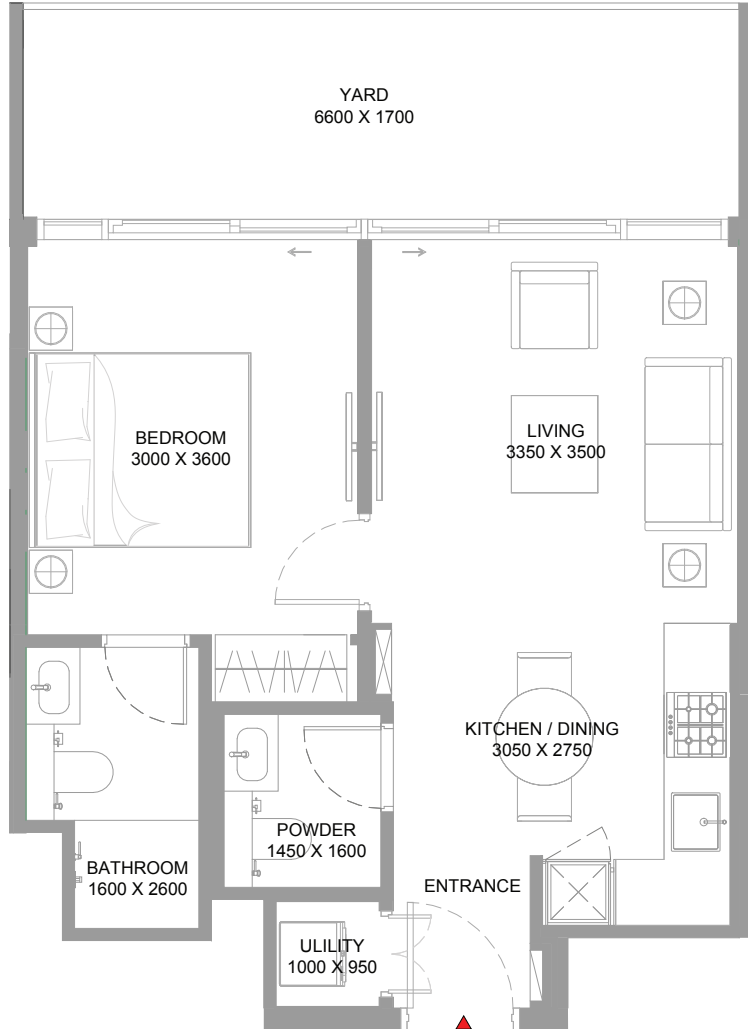 YARD
6600 X 1700
BEDROOM
3000 X 3600
LIVING
3350 X 3500
KITCHEN / DINING
3050 X 2750
POWDER
1450 X 1600
BATHROOM
1600 X 2600
ENTRANCE
ULILITY
1000 X 950